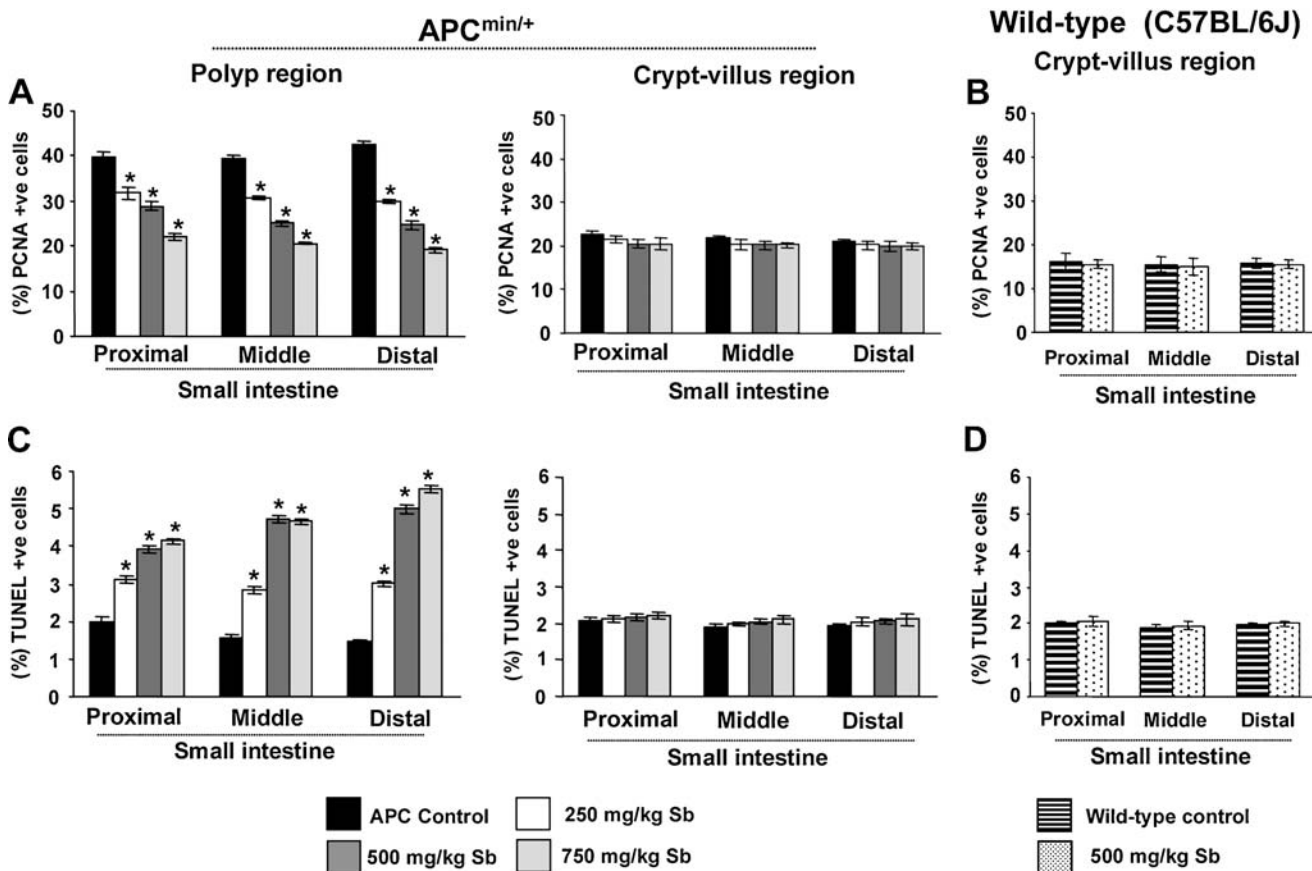 APCmin/+
Wild-type (C57BL/6J)
Polyp region
Crypt-villus region
Crypt-villus region
A
(%) PCNA +ve cells
50
40
30
20
10
0
* * *
* * *
* * *
Proximal Middle Distal
Small intestine
(%) PCNA +ve cells
50
40
30
20
10
0
Proximal Middle Distal
Small intestine
B
(%) PCNA +ve cells
50
40
30
20
10
0
Proximal Middle Distal
Small intestine
C
(%) TUNEL +ve cells
6
5
4
3
2
1
0
* * *
* * *
* * *
Proximal Middle Distal
Small intestine
(%) TUNEL +ve cells
6
5
4
3
2
1
0
Proximal Middle Distal
Small intestine
D
(%) TUNEL +ve cells
6
5
4
3
2
1
0
Proximal Middle Distal
Small intestine
APC Control
250 mg/kg Sb
500 mg/kg Sb
750 mg/kg Sb
Wild-type control
500 mg/kg Sb